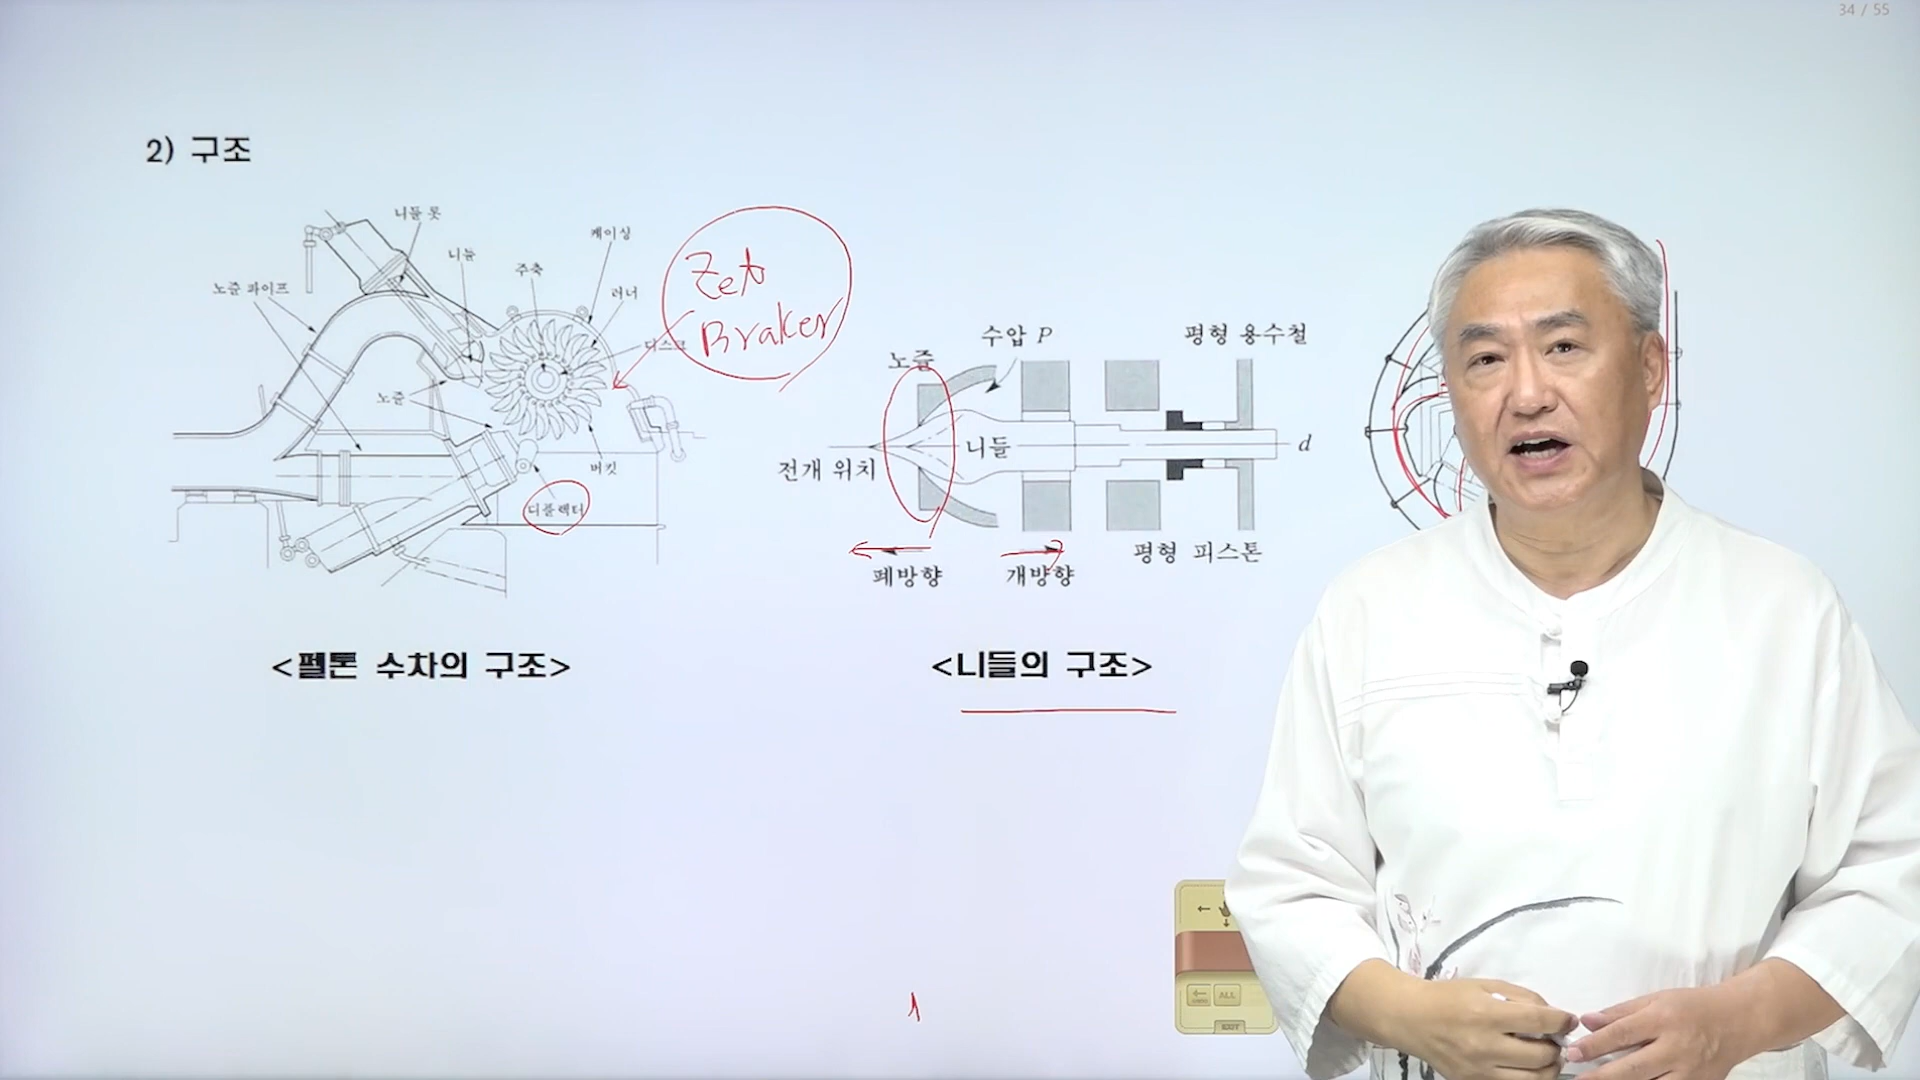 34 / 55
2) 구조
니들 롯
니들
케이싱
주축
러너
노즐 파이프
디스크
노즐
버킷
디플렉터
Zet
Braker
<펠톤 수차의 구조>
수압 P
평형 용수철
노즐
니들
d
전개 위치
평형 피스톤
폐방향
개방향
<니들의 구조>
ALL
EXIT